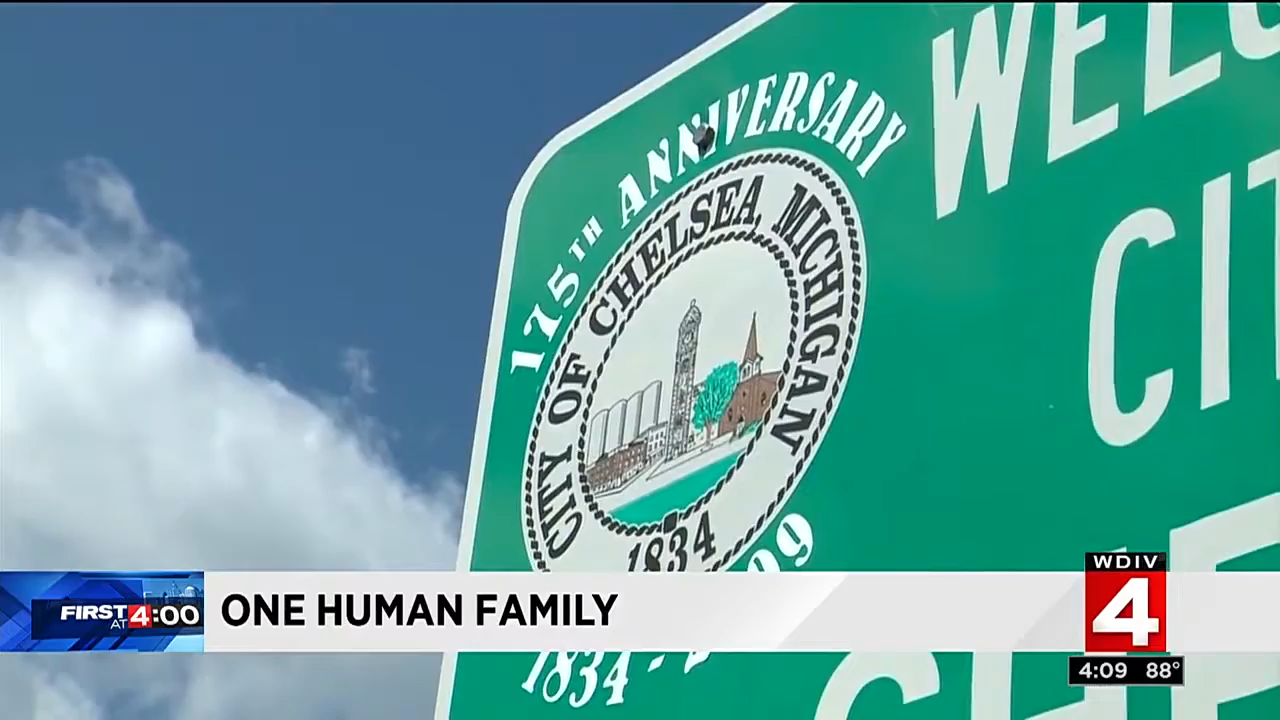 175TH ANNIVERSARY
CITY OF CHELSEA, MICHIGAN
1834
1834 -
WDIV
4
FIRST
AT 4:00
ONE HUMAN FAMILY
4:09 88°